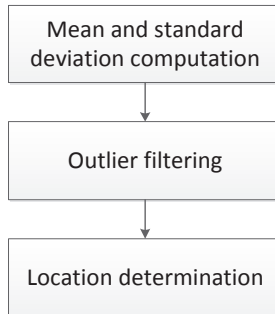 Mean and standard
deviation computation
Outlier filtering
Location determination